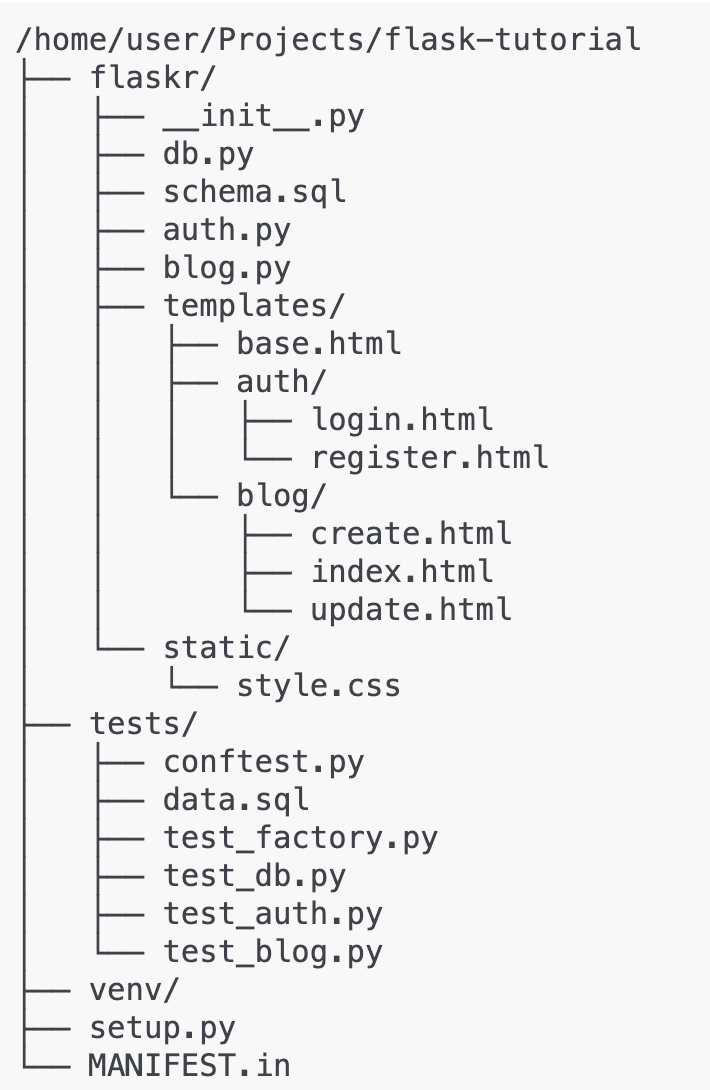 /home/user/Projects/flask-tutorial
├── flaskr/
│   ├── __init__.py
│   ├── db.py
│   ├── schema.sql
│   ├── auth.py
│   ├── blog.py
│   ├── templates/
│   │   ├── base.html
│   │   ├── auth/
│   │   │   ├── login.html
│   │   │   └── register.html
│   │   └── blog/
│   │       ├── create.html
│   │       ├── index.html
│   │       └── update.html
│   └── static/
│       └── style.css
├── tests/
│   ├── conftest.py
│   ├── data.sql
│   ├── test_factory.py
│   ├── test_db.py
│   ├── test_auth.py
│   └── test_blog.py
├── venv/
├── setup.py
└── MANIFEST.in